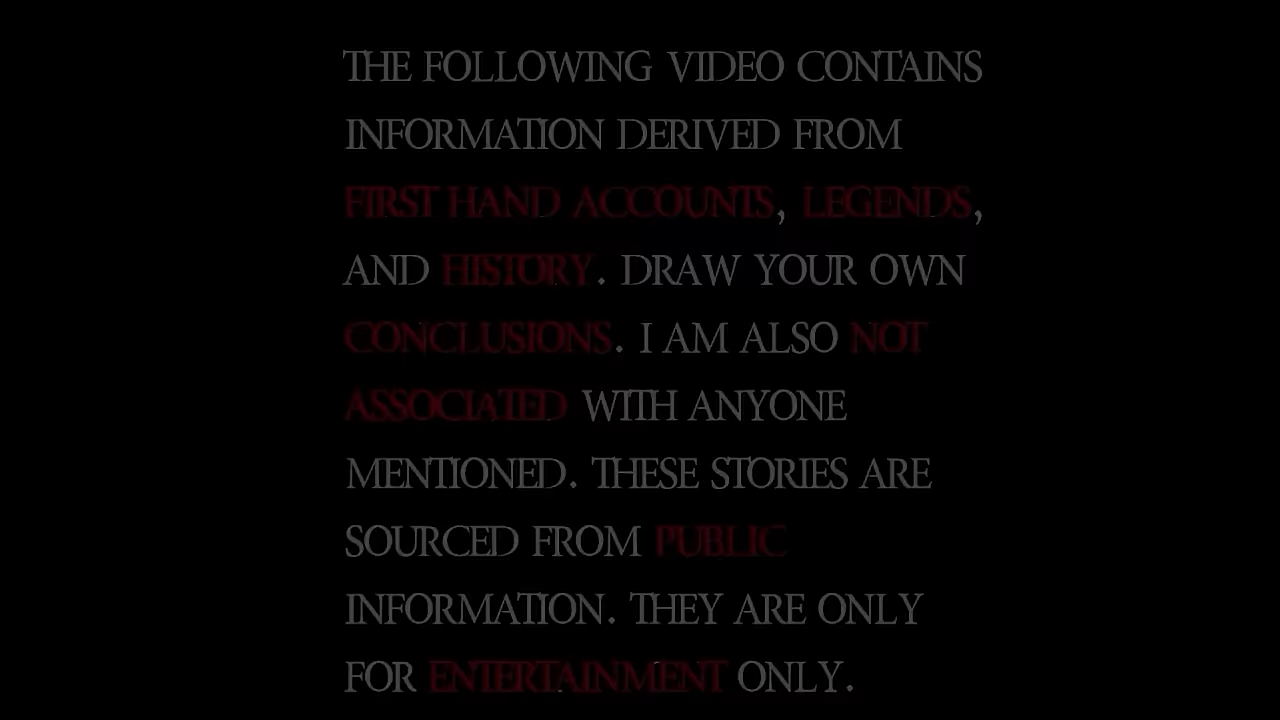 THE FOLLOWING VIDEO CONTAINS
INFORMATION DERIVED FROM
FIRST HAND ACCOUNTS, LEGENDS,
AND HISTORY. DRAW YOUR OWN
CONCLUSIONS. I AM ALSO NOT
ASSOCIATED WITH ANYONE
MENTIONED. THESE STORIES ARE
SOURCED FROM PUBLIC
INFORMATION. THEY ARE ONLY
FOR ENTERTAINMENT ONLY.